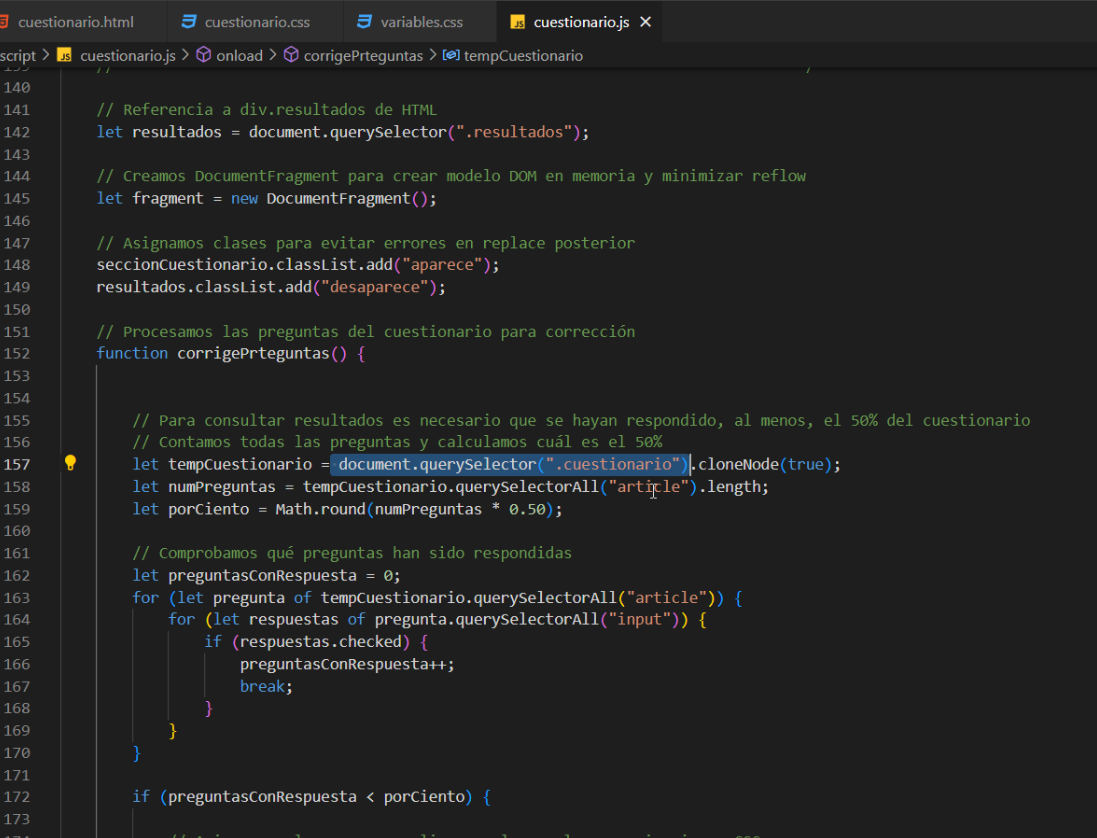 cuestionario.html cuestionario.css variables.css JS cuestionario.js
script > JS cuestionario.js > onload > corrigePrteguntas > tempCuestionario
139 // /
140
141 // Referencia a div.resultados de HTML
142 let resultados = document.querySelector(".resultados");
143
144 // Creamos DocumentFragment para crear modelo DOM en memoria y minimizar reflow
145 let fragment = new DocumentFragment();
146
147 // Asignamos clases para evitar errores en replace posterior
148 seccionCuestionario.classList.add("aparece");
149 resultados.classList.add("desaparece");
150
151 // Procesamos las preguntas del cuestionario para corrección
152 function corrigePrteguntas() {
153
154
155 // Para consultar resultados es necesario que se hayan respondido, al menos, el 50% del cuestionario
156 // Contamos todas las preguntas y calculamos cuál es el 50%
157 let tempCuestionario = document.querySelector(".cuestionario").cloneNode(true);
158 let numPreguntas = tempCuestionario.querySelectorAll("article").length;
159 let porCiento = Math.round(numPreguntas * 0.50);
160
161 // Comprobamos qué preguntas han sido respondidas
162 let preguntasConRespuesta = 0;
163 for (let pregunta of tempCuestionario.querySelectorAll("article")) {
164 for (let respuestas of pregunta.querySelectorAll("input")) {
165 if (respuestas.checked) {
166 preguntasConRespuesta++;
167 break;
168 }
169 }
170 }
171
172 if (preguntasConRespuesta < porCiento) {
173